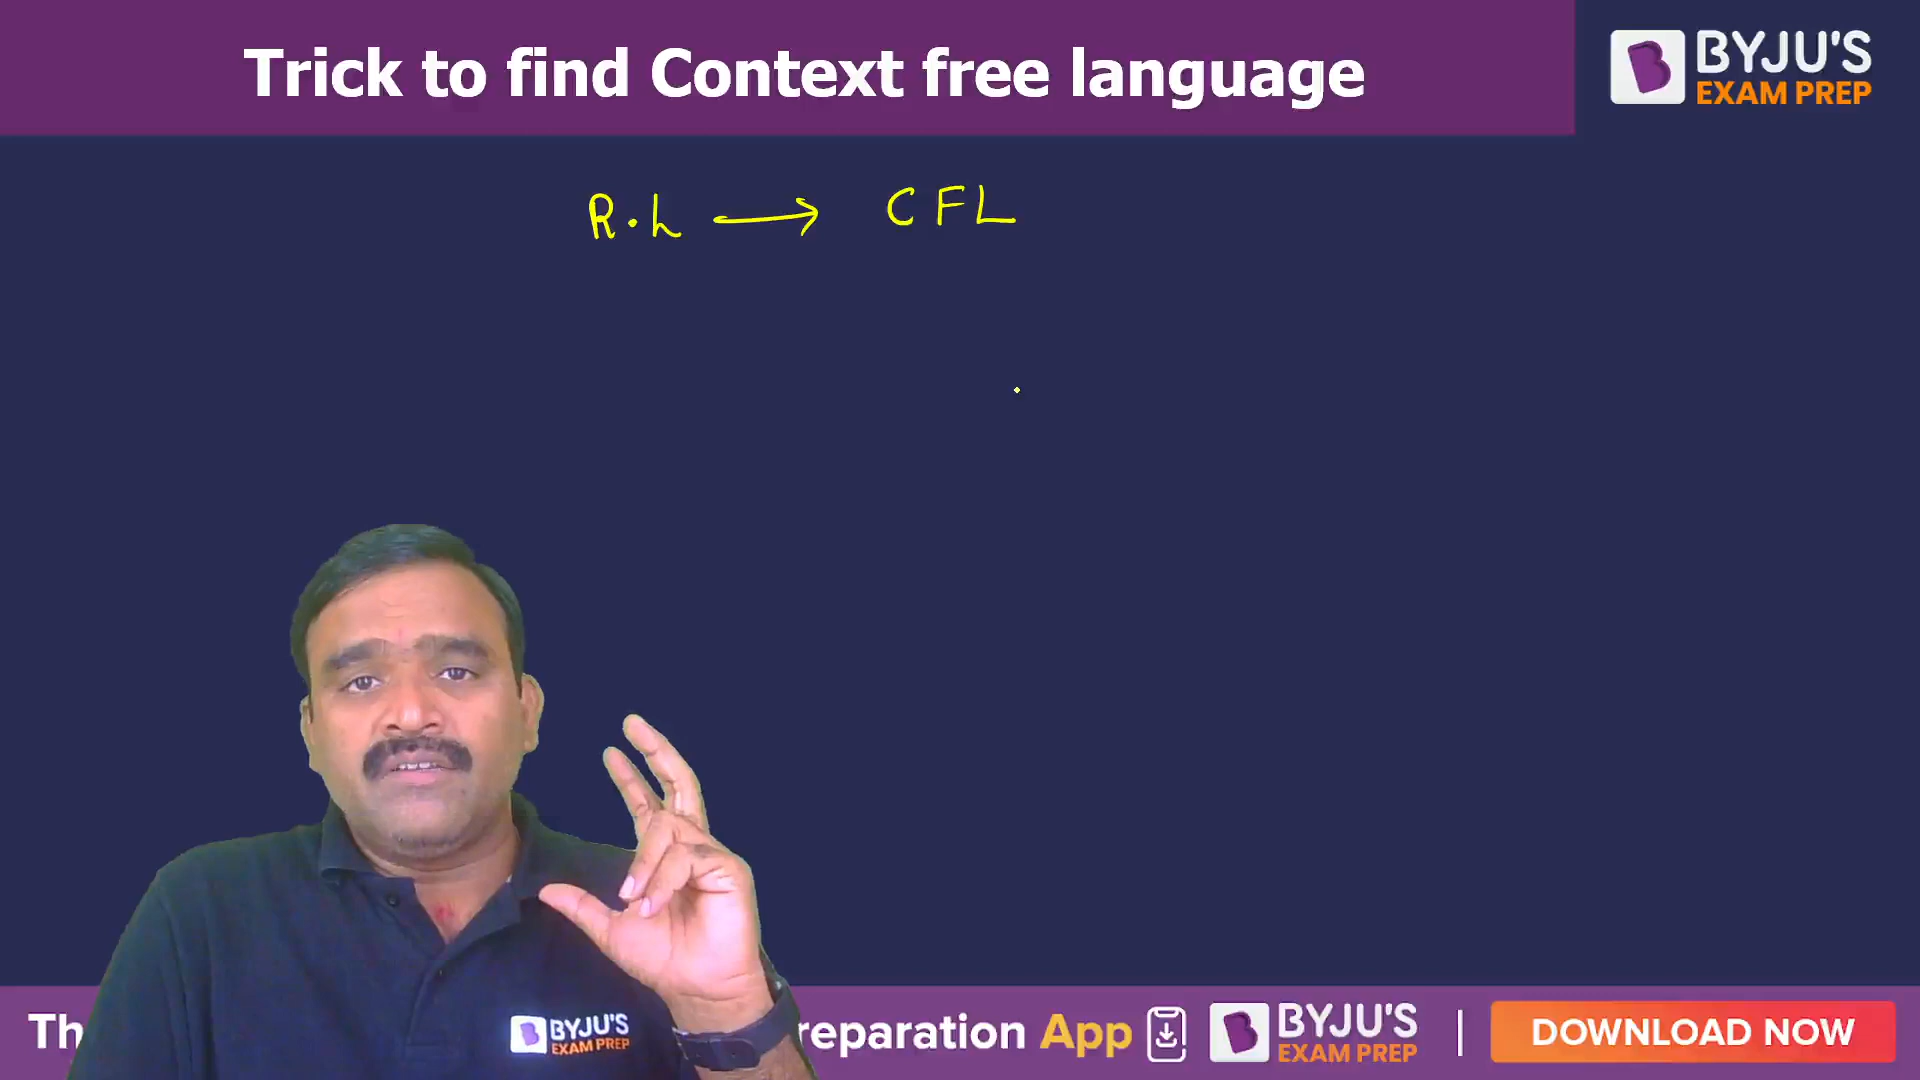 Trick to find Context free language
BYJU'S
EXAM PREP
R.L → CFL
BYJU'S
EXAM PREP
Th
reparation App
BYJU'S
EXAM PREP
DOWNLOAD NOW